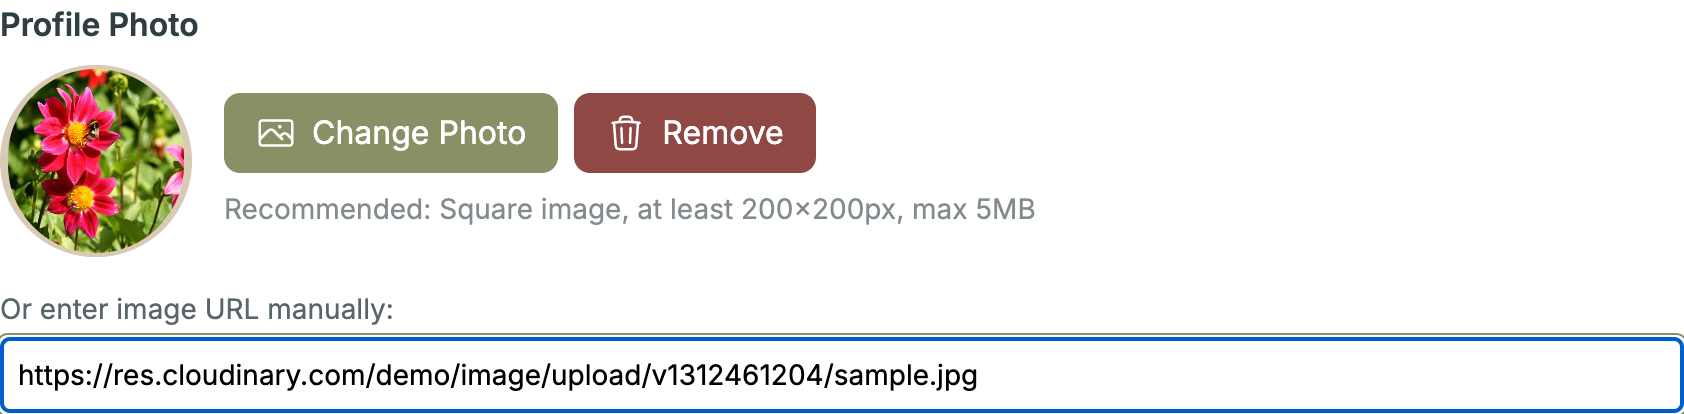 Profile Photo
Change Photo
Remove
Recommended: Square image, at least 200×200px, max 5MB
Or enter image URL manually:
https://res.cloudinary.com/demo/image/upload/v1312461204/sample.jpg